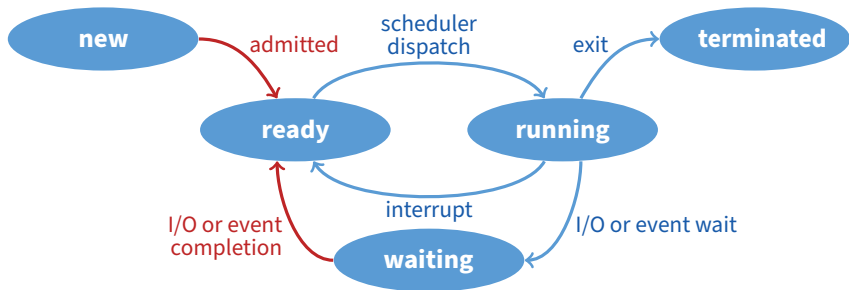 new
admitted
scheduler
dispatch
exit
terminated
ready
running
interrupt
I/O or event
completion
I/O or event wait
waiting